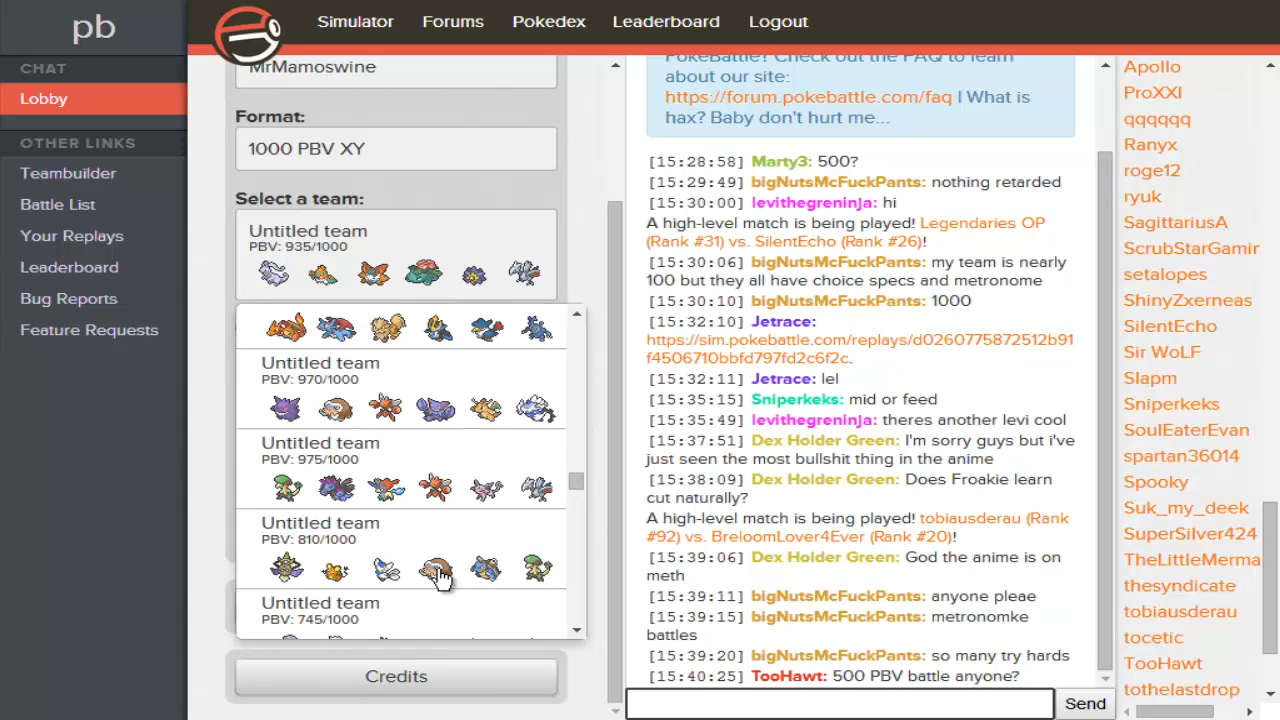 pb
Simulator
Forums
Pokedex
Leaderboard
Logout
CHAT
Lobby
OTHER LINKS
Teambuilder
Battle List
Your Replays
Leaderboard
Bug Reports
Feature Requests
MrMamoswine
Format:
1000 PBV XY
Select a team:
Untitled team
PBV: 935/1000
Untitled team
PBV: 970/1000
Untitled team
PBV: 975/1000
Untitled team
PBV: 810/1000
Untitled team
PBV: 745/1000
Credits
PokeBattle? Check out the FAQ to learn
about our site:
https://forum.pokebattle.com/faq | What is
hax? Baby don't hurt me...
[15:28:58] Marty3: 500?
[15:29:49] bigNutsMcFuckPants: nothing retarded
[15:30:00] levithegreninja: hi
A high-level match is being played! Legendaries OP
(Rank #31) vs. SilentEcho (Rank #26)!
[15:30:06] bigNutsMcFuckPants: my team is nearly
100 but they all have choice specs and metronome
[15:30:10] bigNutsMcFuckPants: 1000
[15:32:10] Jetrace:
https://sim.pokebattle.com/replays/d0260775872512b91
f4506710bbfd797fd2c6f2c.
[15:32:11] Jetrace: lel
[15:35:15] Sniperkeks: mid or feed
[15:35:49] levithegreninja: theres another levi cool
[15:37:51] Dex Holder Green: I'm sorry guys but i've
just seen the most bullshit thing in the anime
[15:38:09] Dex Holder Green: Does Froakie learn
cut naturally?
A high-level match is being played! tobiausderau (Rank
#92) vs. BreloomLover4Ever (Rank #20)!
[15:39:06] Dex Holder Green: God the anime is on
meth
[15:39:11] bigNutsMcFuckPants: anyone pleae
[15:39:15] bigNutsMcFuckPants: metronomke
battles
[15:39:20] bigNutsMcFuckPants: so many try hards
[15:40:25] TooHawt: 500 PBV battle anyone?
Send
Apollo
ProXXI
qqqqqq
Ranyx
roge12
ryuk
SagittariusA
ScrubStarGamir
setalopes
ShinyZxerneas
SilentEcho
Sir WoLF
Slapm
Sniperkeks
SoulEaterEvan
spartan36014
Spooky
Suk_my_deek
SuperSilver424
TheLittleMerma
thesyndicate
tobiausderau
tocetic
TooHawt
tothelastdrop